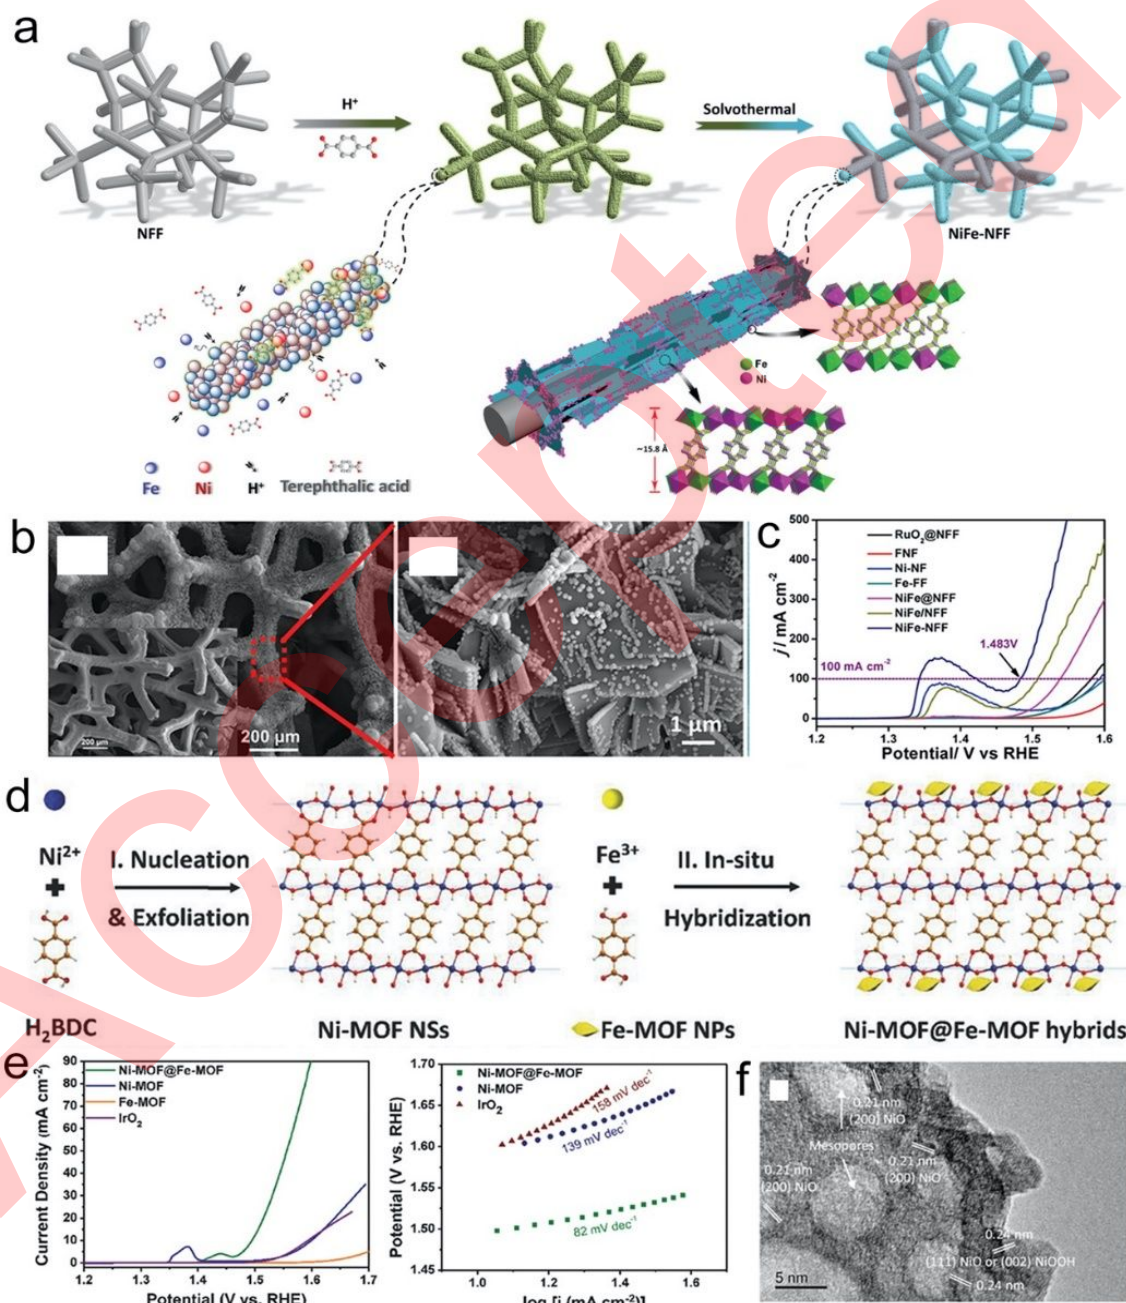 a
H⁺
Solvothermal
NFF
NiFe-NFF
Fe
Ni
~15.8 Å
Fe Ni H⁺ Terephthalic acid
b
200 μm
200 μm
1 μm
c
500
400
300
200
100
0
j / mA cm⁻²
RuO₂@NFF
FNF
Ni-NF
Fe-FF
NiFe@NFF
NiFe/NFF
NiFe-NFF
1.483V
100 mA cm⁻²
1.2 1.3 1.4 1.5 1.6
Potential/ V vs RHE
d
Ni²⁺
+
I. Nucleation
& Exfoliation
Fe³⁺
+
II. In-situ
Hybridization
H₂BDC
Ni-MOF NSs
Fe-MOF NPs
Ni-MOF@Fe-MOF hybrids
e
90
80
70
60
50
40
30
20
10
0
Current Density (mA cm⁻²)
Ni-MOF@Fe-MOF
Ni-MOF
Fe-MOF
IrO₂
1.2 1.3 1.4 1.5 1.6 1.7
Potential (V vs. RHE)
1.70
1.65
1.60
1.55
1.50
1.45
Potential (V vs. RHE)
Ni-MOF@Fe-MOF
Ni-MOF
IrO₂
158 mV dec⁻¹
139 mV dec⁻¹
82 mV dec⁻¹
1.0 1.2 1.4 1.6
log [j (mA cm⁻²)]
f
0.21 nm
(200) NiO
Mesopores
0.21 nm
(200) NiO
0.21 nm
(200) NiO
0.24 nm
(111) NiO or (002) NiOOH
0.24 nm
5 nm
Accepted